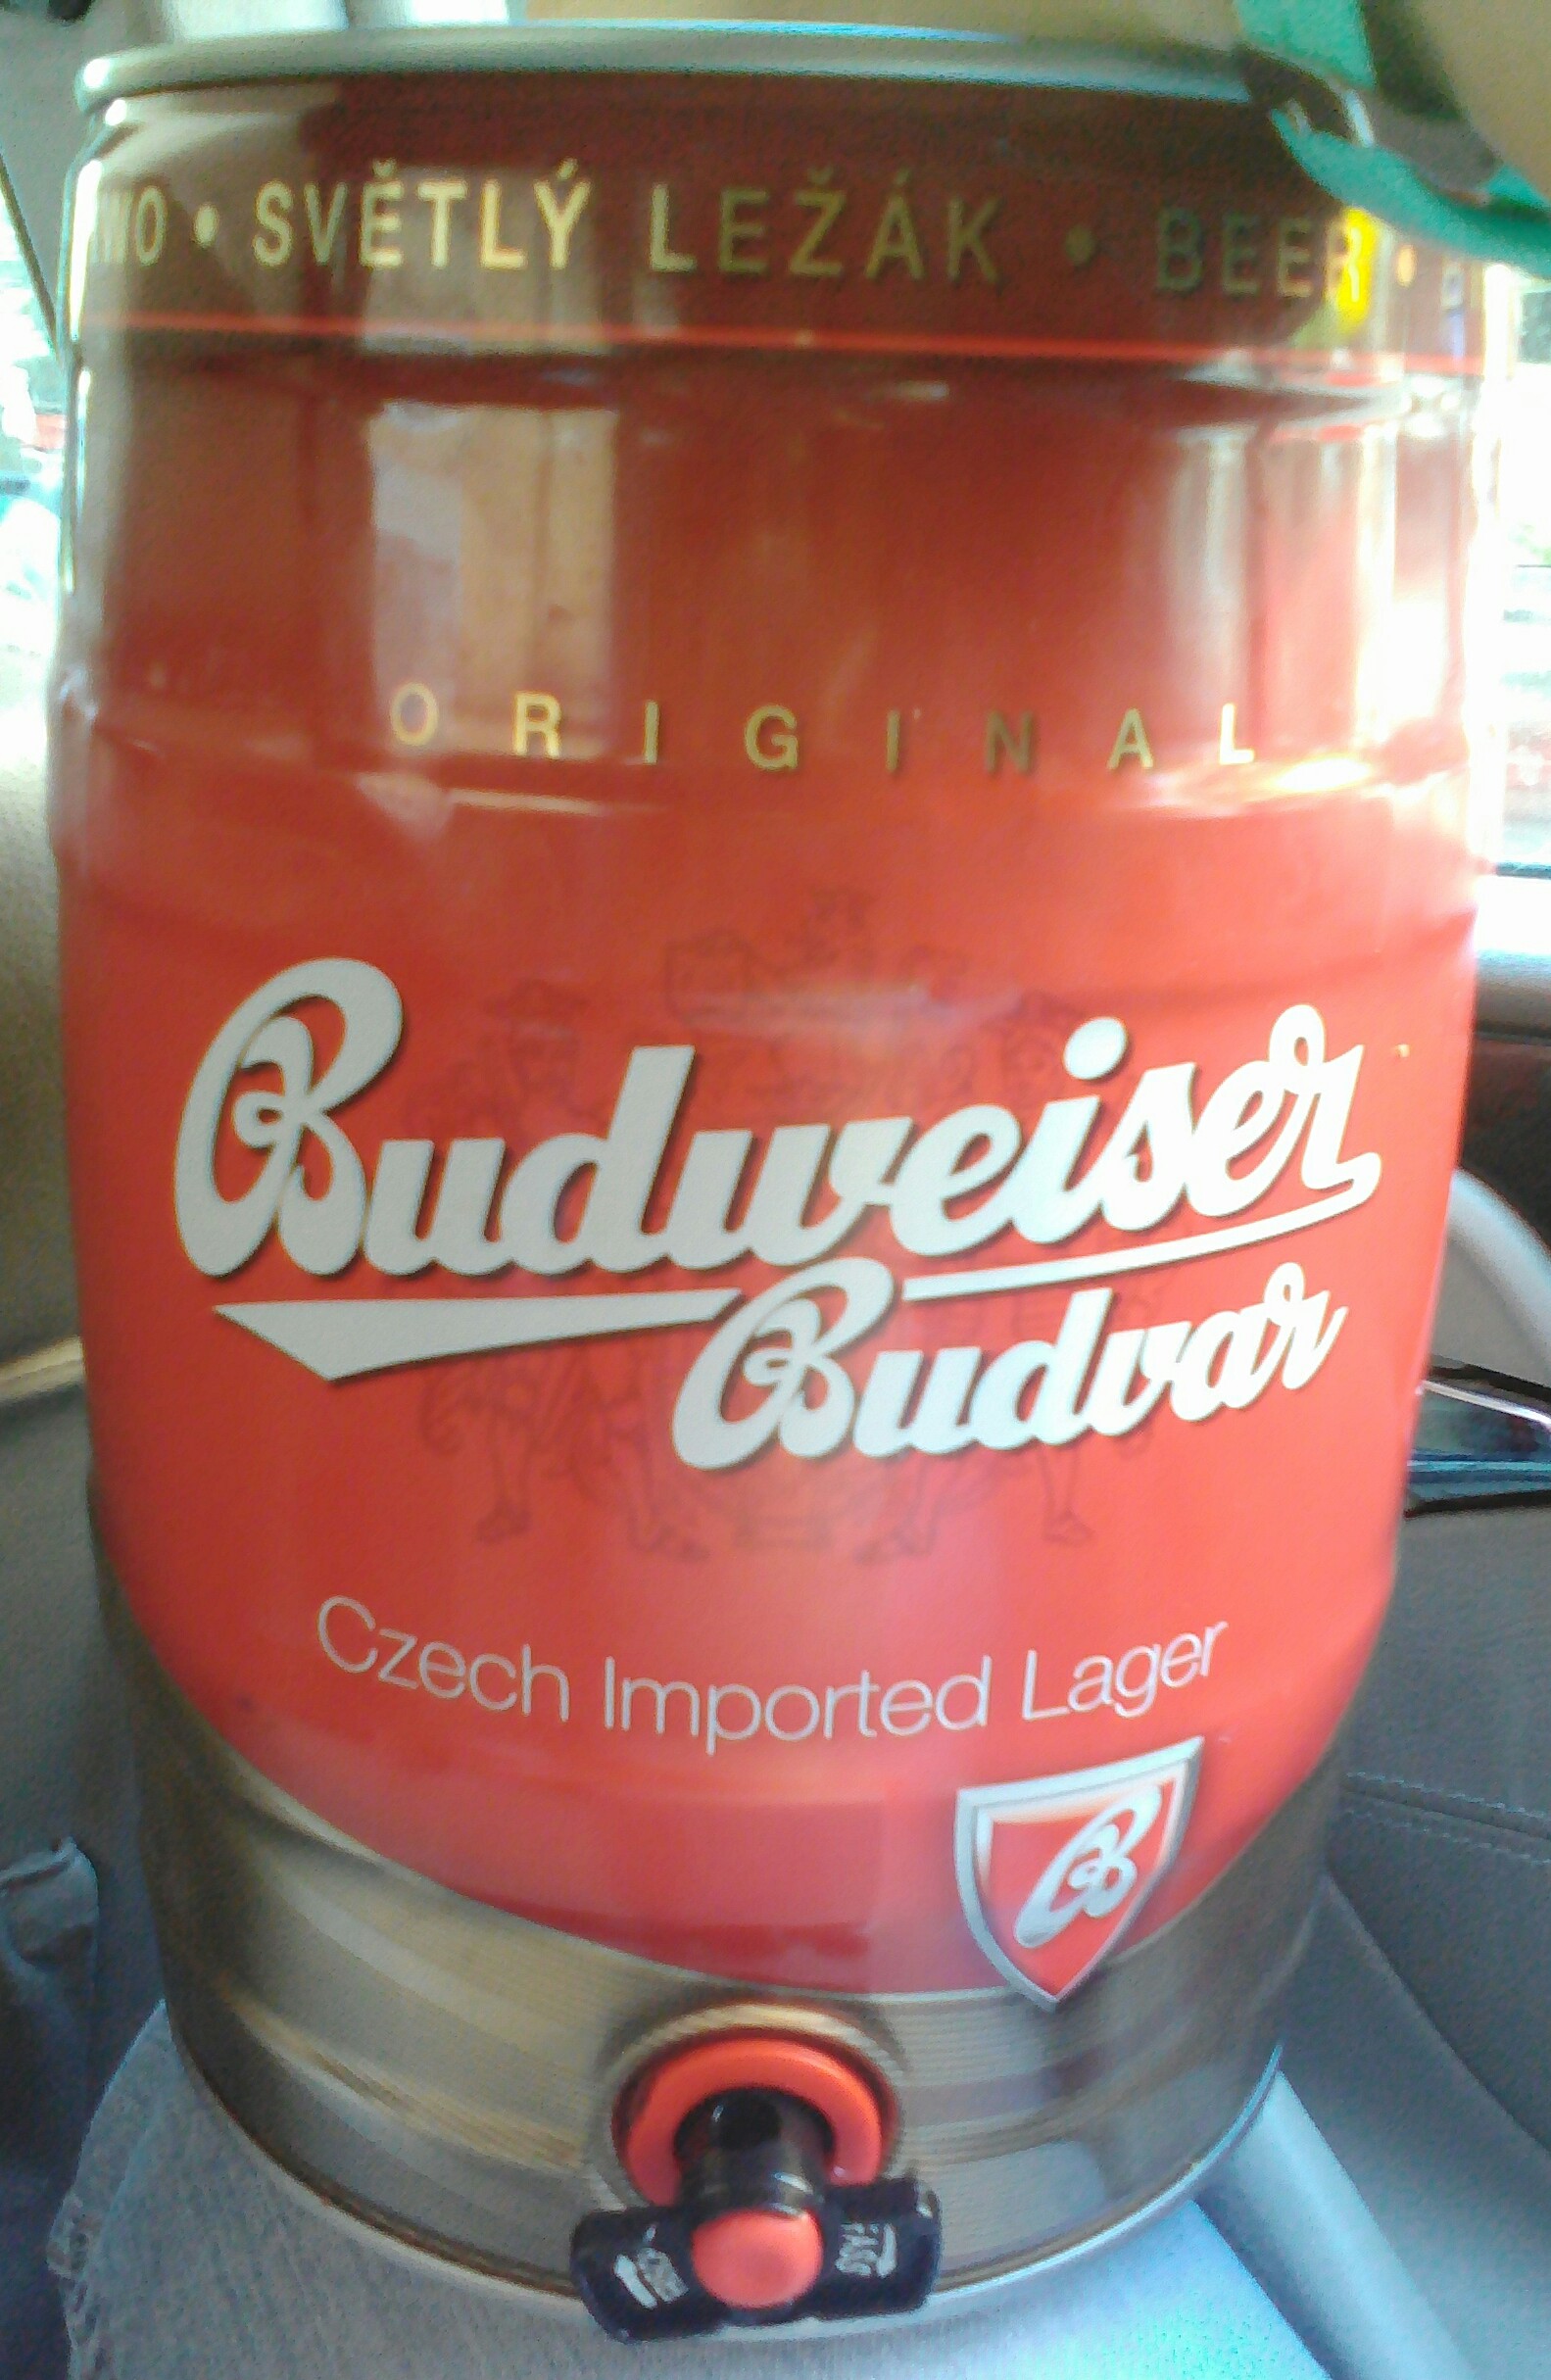 • SVĚTLÝ LEŽÁK • BEER •
ORIGINAL
Budweiser
Budvar
Czech Imported Lager
B